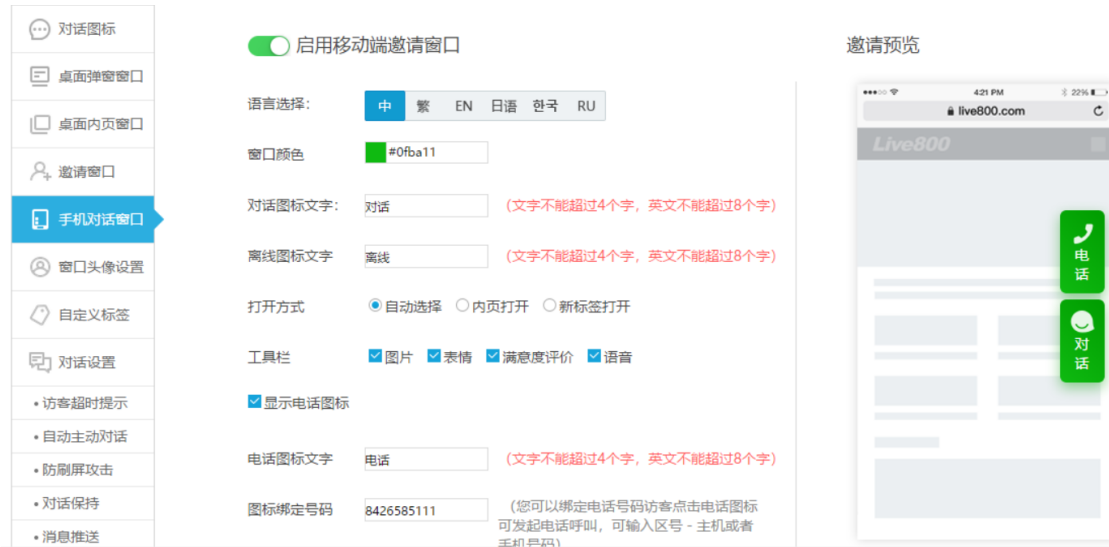 对话图标
桌面弹窗窗口
桌面内页窗口
邀请窗口
手机对话窗口
窗口头像设置
自定义标签
对话设置
•访客超时提示
•自动主动对话
•防刷屏攻击
•对话保持
•消息推送
启用移动端邀请窗口
语言选择: 中 繁 EN 日语 한국 RU
窗口颜色 #0fba11
对话图标文字: 对话 (文字不能超过4个字，英文不能超过8个字)
离线图标文字 离线 (文字不能超过4个字，英文不能超过8个字)
打开方式 自动选择 内页打开 新标签打开
工具栏 图片 表情 满意度评价 语音
显示电话图标
电话图标文字 电话 (文字不能超过4个字，英文不能超过8个字)
图标绑定号码 8426585111 （您可以绑定电话号码访客点击电话图标
可发起电话呼叫，可输入区号 - 主机或者
手机号码）
邀请预览
4:21 PM 22%
live800.com
Live800
电
话
对
话